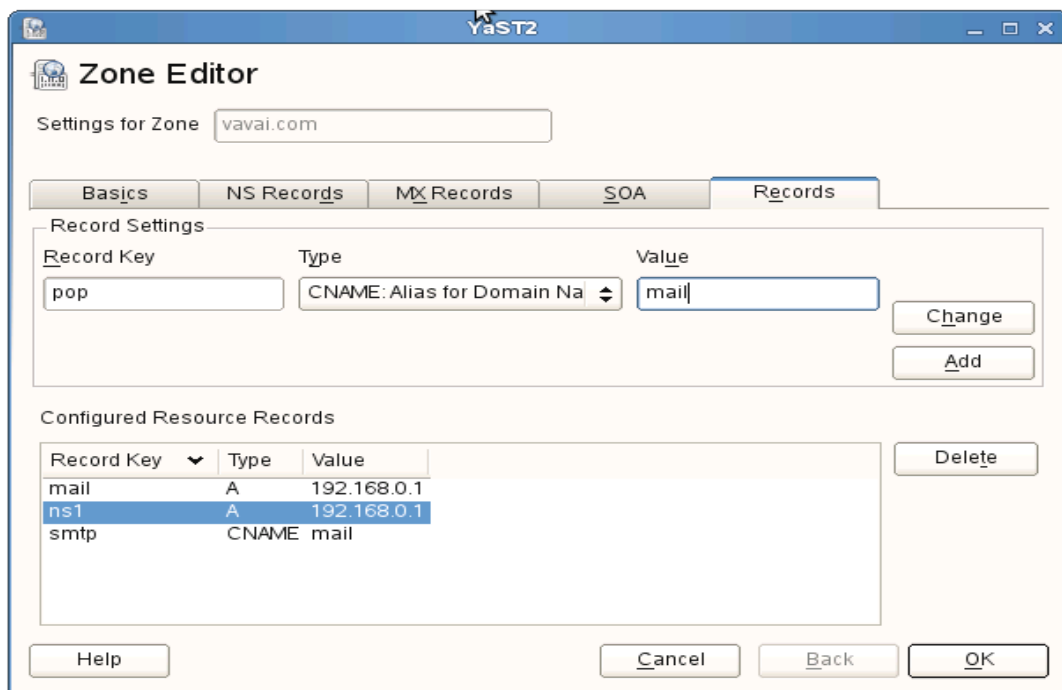 YaST2
Zone Editor
Settings for Zone vavai.com
Basics NS Records MX Records SOA Records
Record Settings
Record Key Type Value
pop CNAME: Alias for Domain Na mail
Change
Add
Configured Resource Records
Record Key Type Value Delete
mail A 192.168.0.1
ns1 A 192.168.0.1
smtp CNAME mail
Help Cancel Back OK